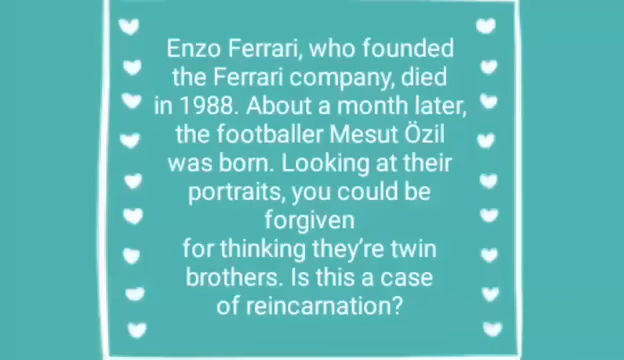 Enzo Ferrari, who founded
the Ferrari company, died
in 1988. About a month later,
the footballer Mesut Özil
was born. Looking at their
portraits, you could be
forgiven
for thinking they’re twin
brothers. Is this a case
of reincarnation?